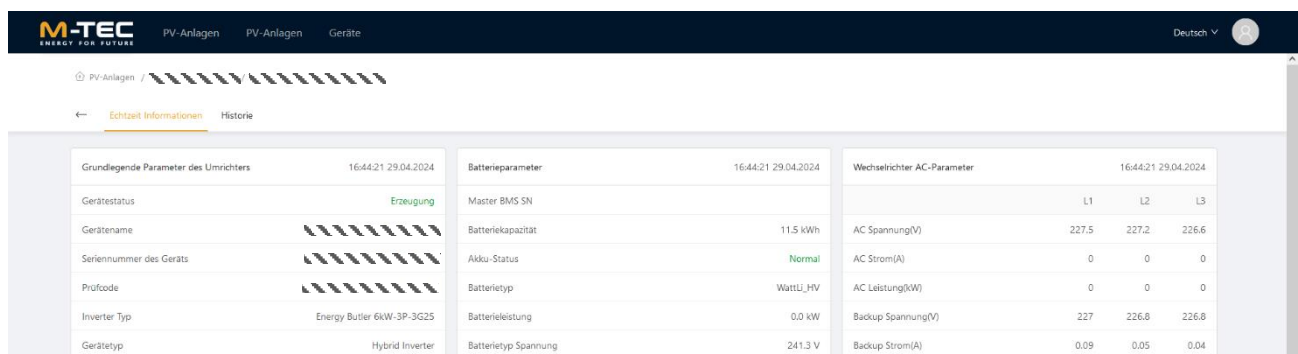 M-TEC
ENERGY FOR FUTURE
PV-Anlagen PV-Anlagen Geräte Deutsch
PV-Anlagen / /
← Echtzeit Informationen Historie
Grundlegende Parameter des Umrichters 16:44:21 29.04.2024
Gerätestatus Erzeugung
Gerätename
Seriennummer des Geräts
Prüfcode
Inverter Typ Energy Butler 6kW-3P-3G25
Gerätetyp Hybrid Inverter
Batterieparameter 16:44:21 29.04.2024
Master BMS SN
Batteriekapazität 11.5 kWh
Akku-Status Normal
Batterietyp WattLi_HV
Batterieleistung 0.0 kW
Batterietyp Spannung 241.3 V
Wechselrichter AC-Parameter 16:44:21 29.04.2024
L1 L2 L3
AC Spannung(V) 227.5 227.2 226.6
AC Strom(A) 0 0 0
AC Leistung(kW) 0 0 0
Backup Spannung(V) 227 226.8 226.8
Backup Strom(A) 0.09 0.05 0.04